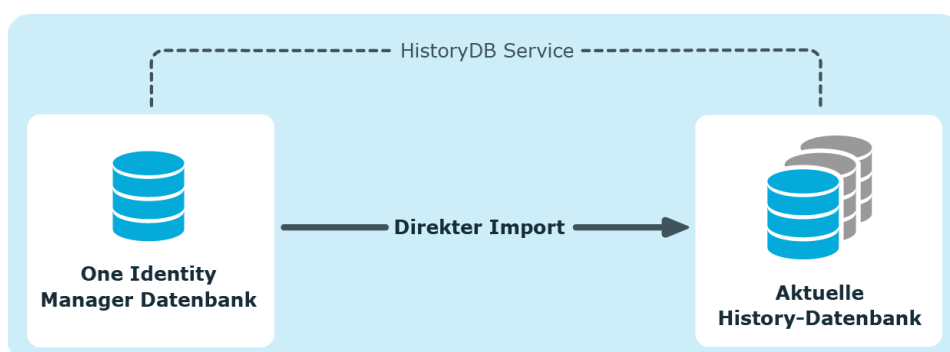 HistoryDB Service
Direkter Import
One Identity
Manager Datenbank
Aktuelle
History-Datenbank